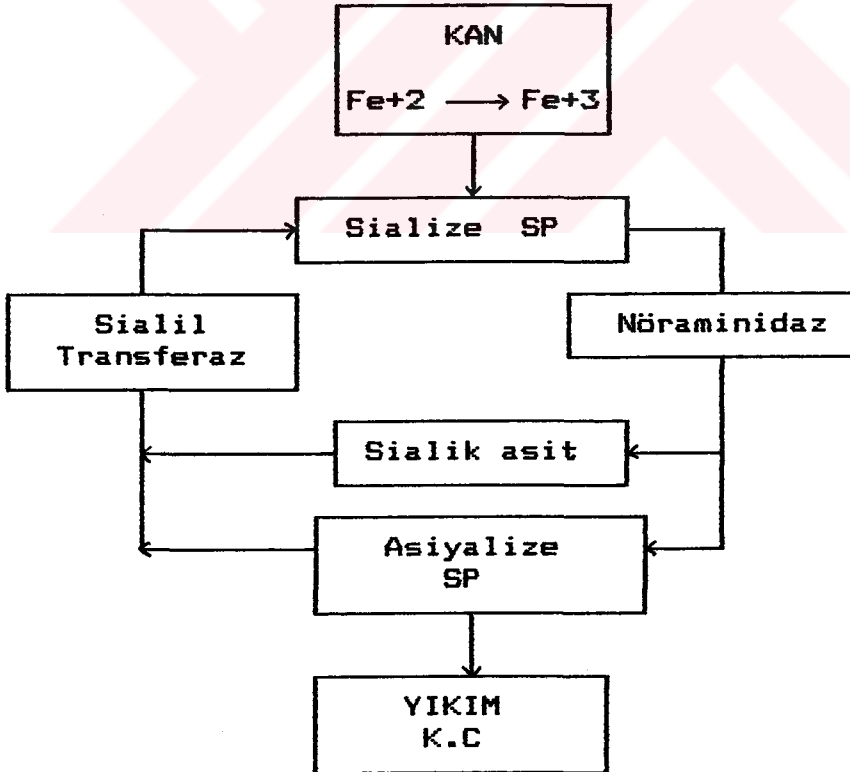 KAN
Fe+2 → Fe+3
Sialize SP
Sialil
Transferaz
Nöraminidaz
Sialik asit
Asiyalize
SP
YIKIM
K.C